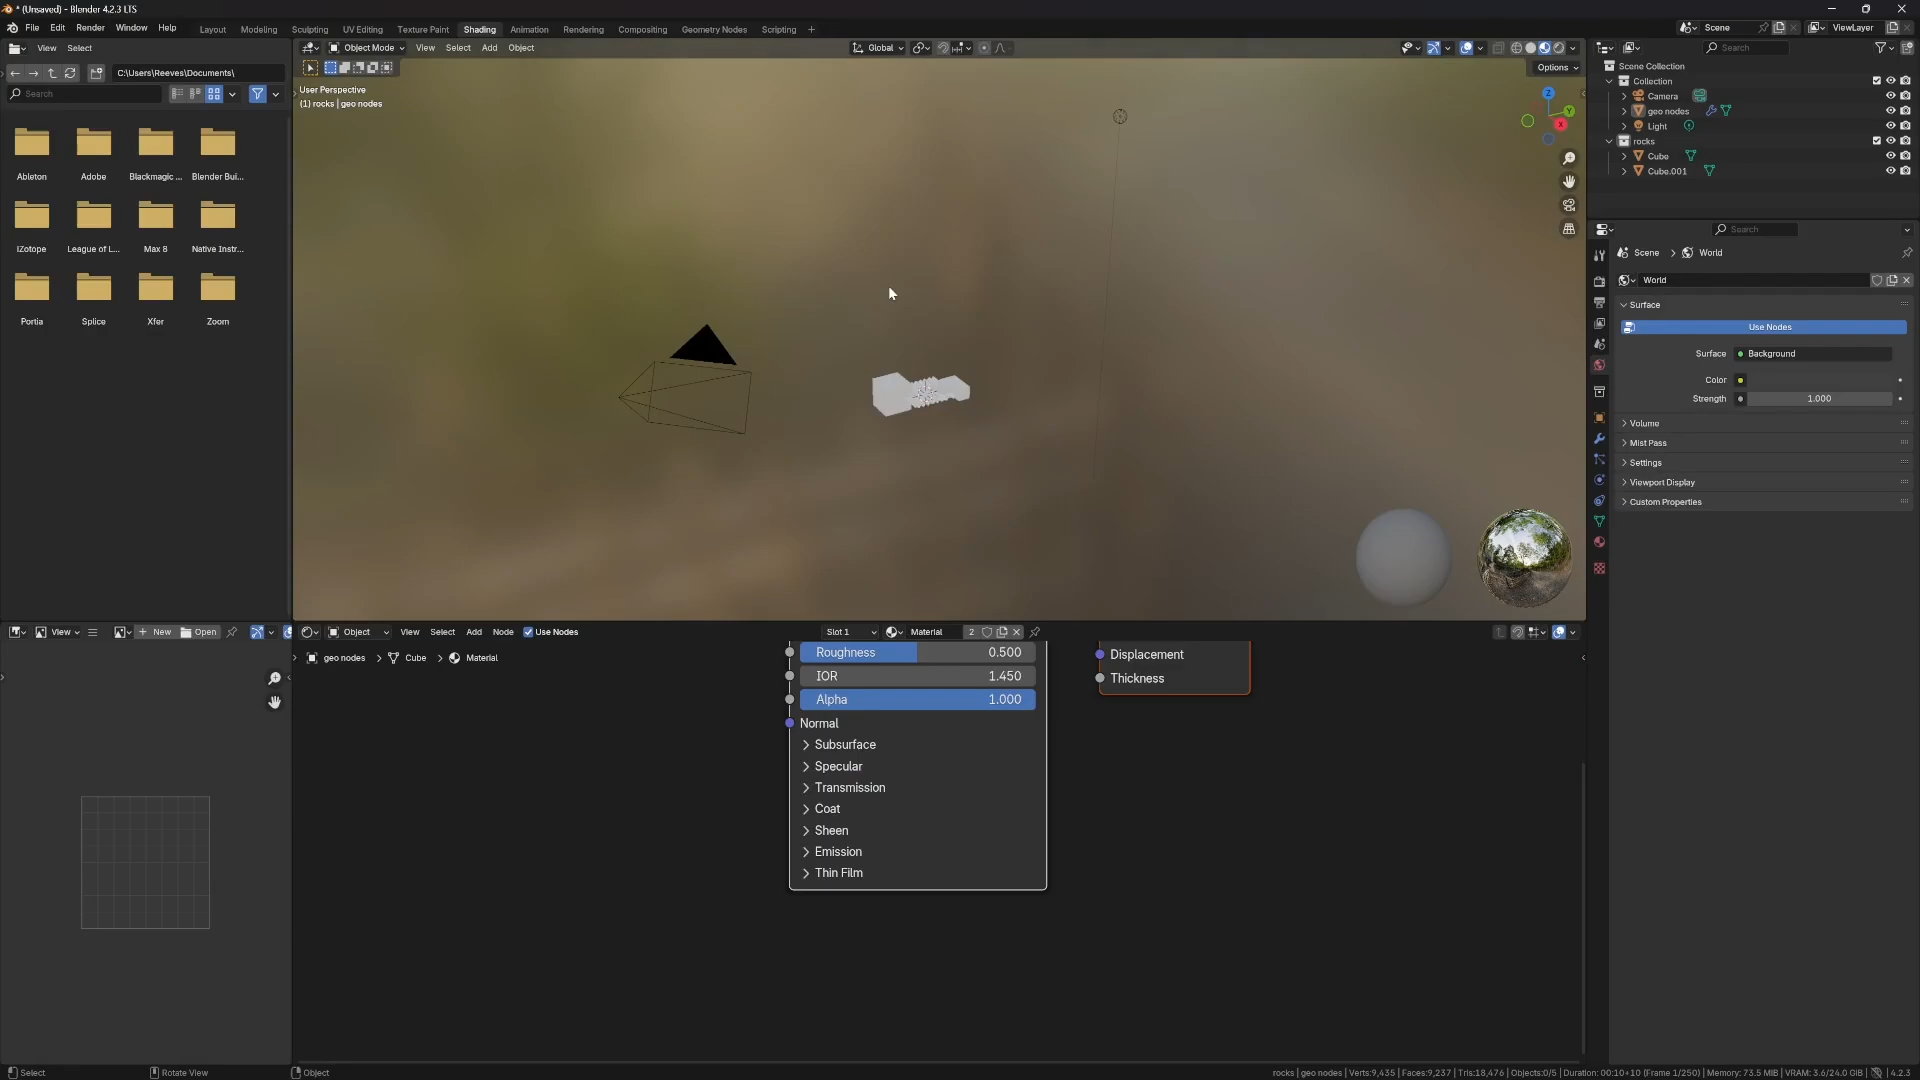 * (Unsaved) - Blender 4.2.3 LTS
File Edit Render Window Help
Layout Modeling Sculpting UV Editing Texture Paint Shading Animation Rendering Compositing Geometry Nodes Scripting +
Scene
ViewLayer
View Select
C:\Users\Reeves\Documents\
Search
Ableton Adobe Blackmagic ... Blender Bui...
iZotope League of L... Max 8 Native Instr...
Portia Splice Xfer Zoom
Object Mode View Select Add Object
Global
Options
User Perspective
(1) rocks | geo nodes
Z
Y
X
Search
Scene Collection
Collection
Camera
geo nodes
Light
rocks
Cube
Cube.001
Search
Scene > World
World
Surface
Use Nodes
Surface Background
Color
Strength 1.000
Volume
Mist Pass
Settings
Viewport Display
Custom Properties
View + New Open
Object View Select Add Node Use Nodes
Slot 1 Material 2
geo nodes > Cube > Material
Roughness 0.500
IOR 1.450
Alpha 1.000
Normal
Subsurface
Specular
Transmission
Coat
Sheen
Emission
Thin Film
Displacement
Thickness
Select Rotate View Object
rocks | geo nodes | Verts:9,435 | Faces:9,237 | Tris:18,476 | Objects:0/5 | Duration: 00:10+10 (Frame 1/250) | Memory: 73.5 MiB | VRAM: 3.6/24.0 GiB | 4.2.3